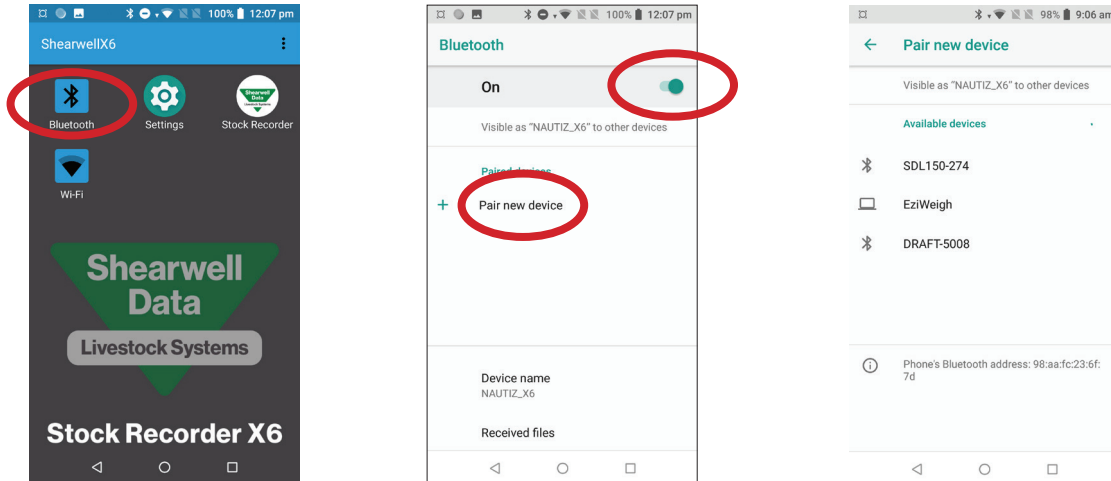 100% 12:07 pm
ShearwellX6
Bluetooth
Settings
Shearwell
Data
Stock Recorder
Wi-Fi
Shearwell
Data
Livestock Systems
Stock Recorder X6
100% 12:07 pm
Bluetooth
On
Visible as “NAUTIZ_X6” to other devices
Paired devices
Pair new device
Device name
NAUTIZ_X6
Received files
98% 9:06 am
Pair new device
Visible as “NAUTIZ_X6” to other devices
Available devices
SDL150-274
EziWeigh
DRAFT-5008
Phone's Bluetooth address: 98:aa:fc:23:6f:
7d